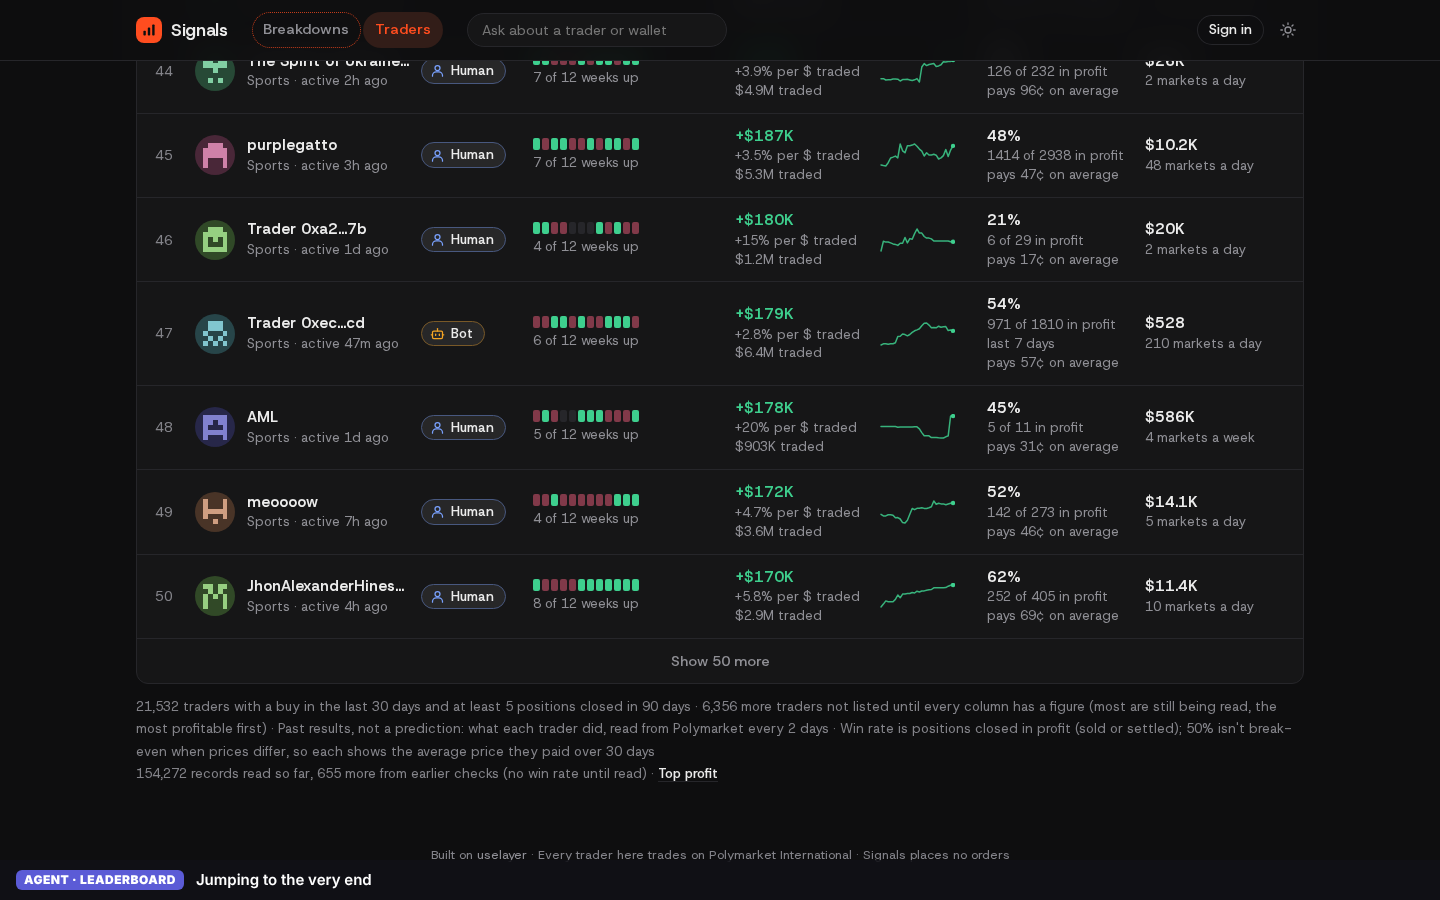 Signals
Breakdowns
Traders
Ask about a trader or wallet
Sign in
44
The Spirit of Ukraine...
Sports · active 2h ago
Human
7 of 12 weeks up
+3.9% per $ traded
$4.9M traded
126 of 232 in profit
pays 96¢ on average
$26K
2 markets a day
45
purplegatto
Sports · active 3h ago
Human
7 of 12 weeks up
+$187K
+3.5% per $ traded
$5.3M traded
48%
1414 of 2938 in profit
pays 47¢ on average
$10.2K
48 markets a day
46
Trader 0xa2...7b
Sports · active 1d ago
Human
4 of 12 weeks up
+$180K
+15% per $ traded
$1.2M traded
21%
6 of 29 in profit
pays 17¢ on average
$20K
2 markets a day
47
Trader 0xec...cd
Sports · active 47m ago
Bot
6 of 12 weeks up
+$179K
+2.8% per $ traded
$6.4M traded
54%
971 of 1810 in profit
last 7 days
pays 57¢ on average
$528
210 markets a day
48
AML
Sports · active 1d ago
Human
5 of 12 weeks up
+$178K
+20% per $ traded
$903K traded
45%
5 of 11 in profit
pays 31¢ on average
$586K
4 markets a week
49
meoooow
Sports · active 7h ago
Human
4 of 12 weeks up
+$172K
+4.7% per $ traded
$3.6M traded
52%
142 of 273 in profit
pays 46¢ on average
$14.1K
5 markets a day
50
JhonAlexanderHines...
Sports · active 4h ago
Human
8 of 12 weeks up
+$170K
+5.8% per $ traded
$2.9M traded
62%
252 of 405 in profit
pays 69¢ on average
$11.4K
10 markets a day
Show 50 more
21,532 traders with a buy in the last 30 days and at least 5 positions closed in 90 days · 6,356 more traders not listed until every column has a figure (most are still being read, the
most profitable first) · Past results, not a prediction: what each trader did, read from Polymarket every 2 days · Win rate is positions closed in profit (sold or settled); 50% isn't break-
even when prices differ, so each shows the average price they paid over 30 days
154,272 records read so far, 655 more from earlier checks (no win rate until read) · Top profit
Built on uselayer · Every trader here trades on Polymarket International · Signals places no orders
AGENT · LEADERBOARD
Jumping to the very end